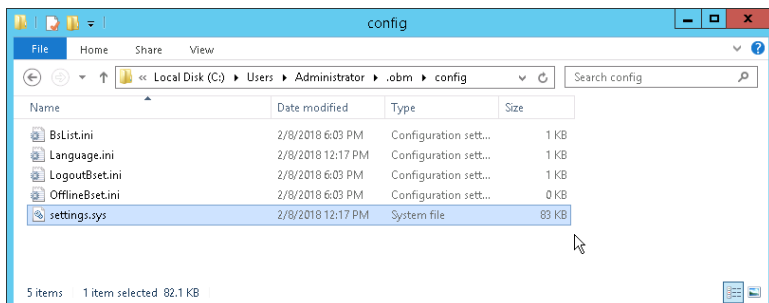 config
File Home Share View
« Local Disk (C:) Users Administrator .obm config Search config
Name Date modified Type Size
BsList.ini 2/8/2018 6:03 PM Configuration sett... 1 KB
Language.ini 2/8/2018 12:17 PM Configuration sett... 1 KB
LogoutBset.ini 2/8/2018 6:03 PM Configuration sett... 1 KB
OfflineBset.ini 2/8/2018 6:03 PM Configuration sett... 0 KB
settings.sys 2/8/2018 12:17 PM System file 83 KB
5 items 1 item selected 82.1 KB